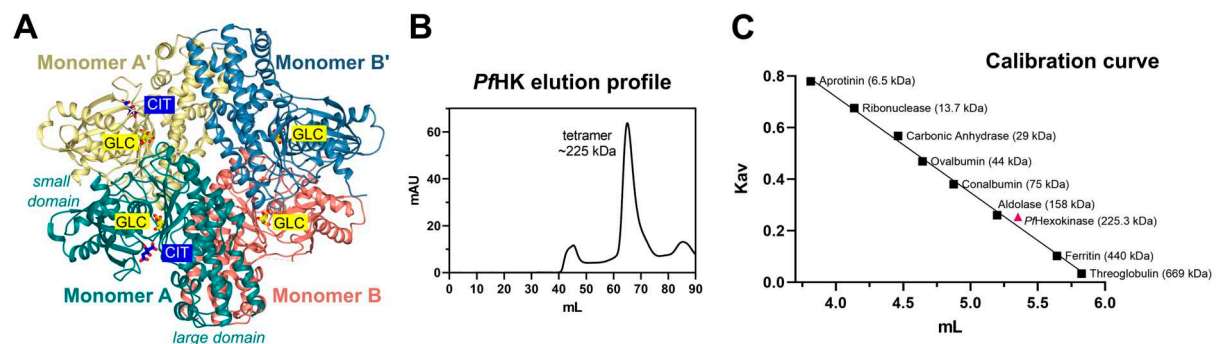 A
Monomer A'
Monomer B'
CIT
GLC
GLC
small
domain
GLC
GLC
CIT
Monomer A
Monomer B
large domain
B
PfHK elution profile
tetramer
~225 kDa
mAU
80
60
40
20
0
0 10 20 30 40 50 60 70 80 90
mL
C
Calibration curve
Kav
0.8
0.6
0.4
0.2
0.0
Aprotinin (6.5 kDa)
Ribonuclease (13.7 kDa)
Carbonic Anhydrase (29 kDa)
Ovalbumin (44 kDa)
Conalbumin (75 kDa)
Aldolase (158 kDa)
PfHexokinase (225.3 kDa)
Ferritin (440 kDa)
Threoglobulin (669 kDa)
4.0 4.5 5.0 5.5 6.0
mL